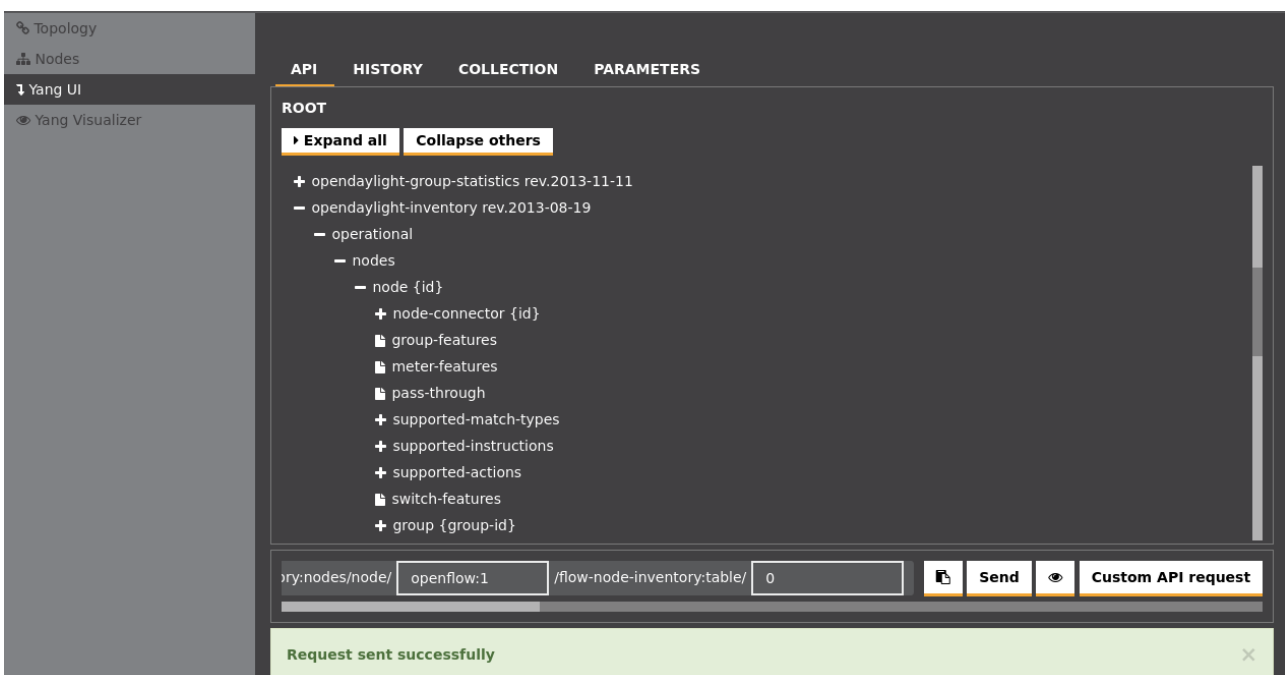 Topology
Nodes
Yang UI
Yang Visualizer
API HISTORY COLLECTION PARAMETERS
ROOT
Expand all Collapse others
opendaylight-group-statistics rev.2013-11-11
opendaylight-inventory rev.2013-08-19
operational
nodes
node {id}
node-connector {id}
group-features
meter-features
pass-through
supported-match-types
supported-instructions
supported-actions
switch-features
group {group-id}
ory:nodes/node/ openflow:1 /flow-node-inventory:table/ 0 Send Custom API request
Request sent successfully ×